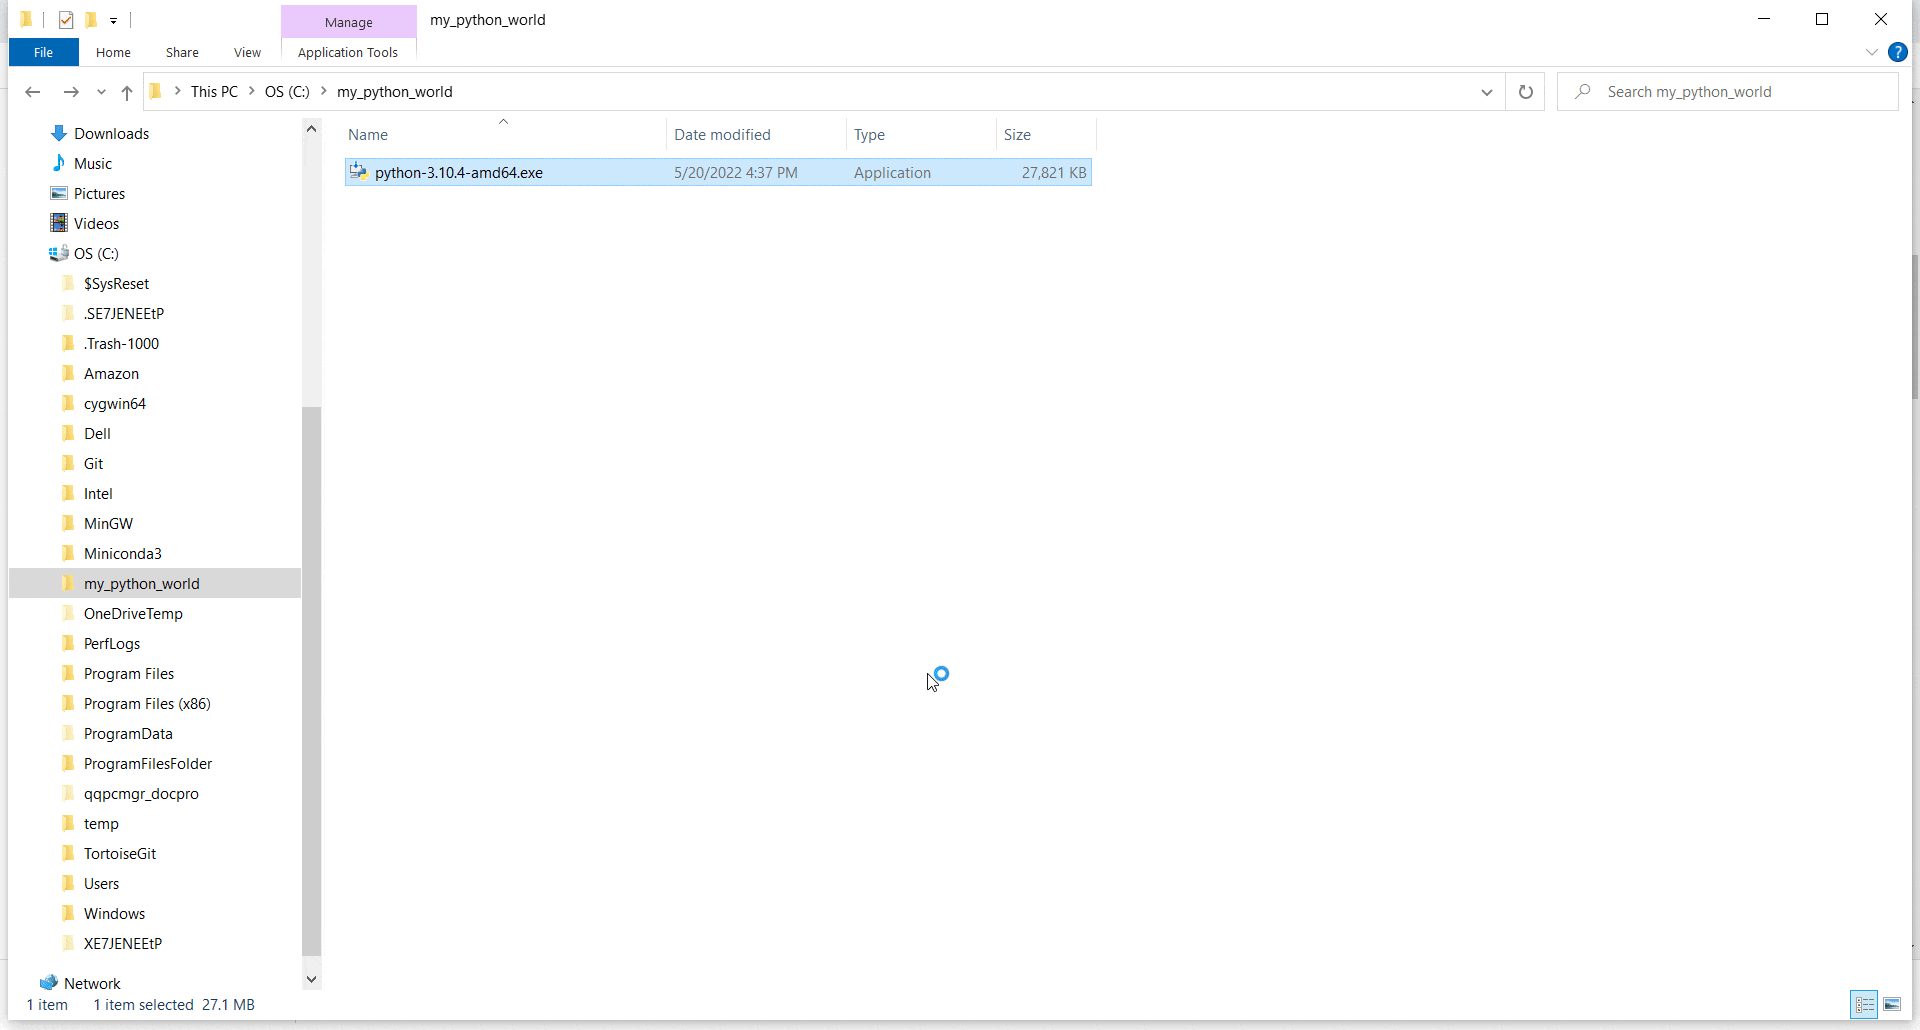 Manage
my_python_world
File
Home
Share
View
Application Tools
?
This PC
OS (C:)
my_python_world
Search my_python_world
Downloads
Music
Pictures
Videos
OS (C:)
$SysReset
.SE7JENEEtP
.Trash-1000
Amazon
cygwin64
Dell
Git
Intel
MinGW
Miniconda3
my_python_world
OneDriveTemp
PerfLogs
Program Files
Program Files (x86)
ProgramData
ProgramFilesFolder
qqpcmgr_docpro
temp
TortoiseGit
Users
Windows
XE7JENEEtP
Network
Name Date modified Type Size
python-3.10.4-amd64.exe 5/20/2022 4:37 PM Application 27,821 KB
1 item 1 item selected 27.1 MB